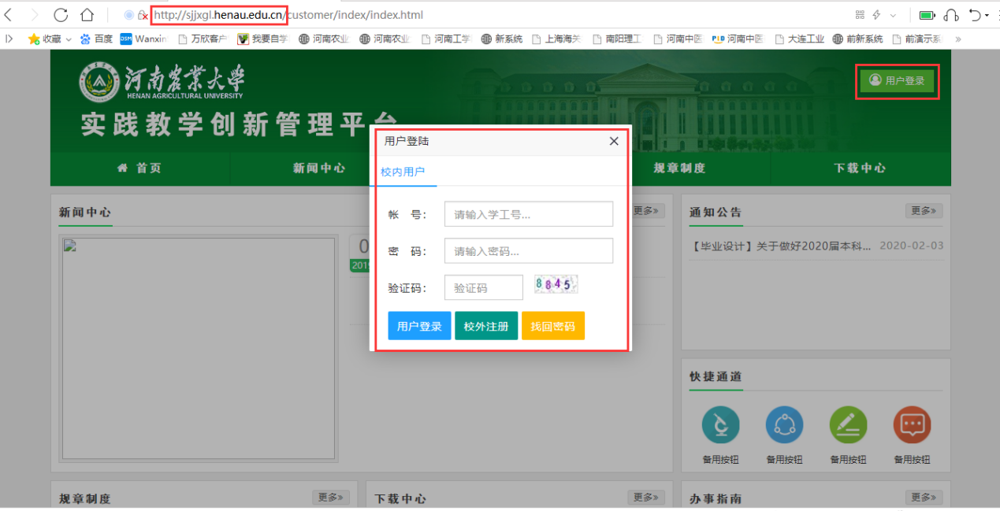 http://sjjxgl.henau.edu.cn/customer/index/index.html
收藏 百度 Wanxin 万欣客户 我要自学 河南农业 河南农业 河南工学 新系统 上海海关 南阳理工 河南中医 河南中医 大连工业 前新系统 前演示系 »
河南农业大学
HENAN AGRICULTURAL UNIVERSITY
用户登录
实践教学创新管理平台
首页 新闻中心 规章制度 下载中心
用户登陆
校内用户
帐 号：
请输入学工号...
密 码：
请输入密码...
验证码：
验证码
8845
用户登录 校外注册 找回密码
新闻中心
更多»
0
2019
通知公告
更多»
【毕业设计】关于做好2020届本科... 2020-02-03
快捷通道
备用按钮 备用按钮 备用按钮 备用按钮
规章制度 更多»
下载中心 更多»
办事指南 更多»